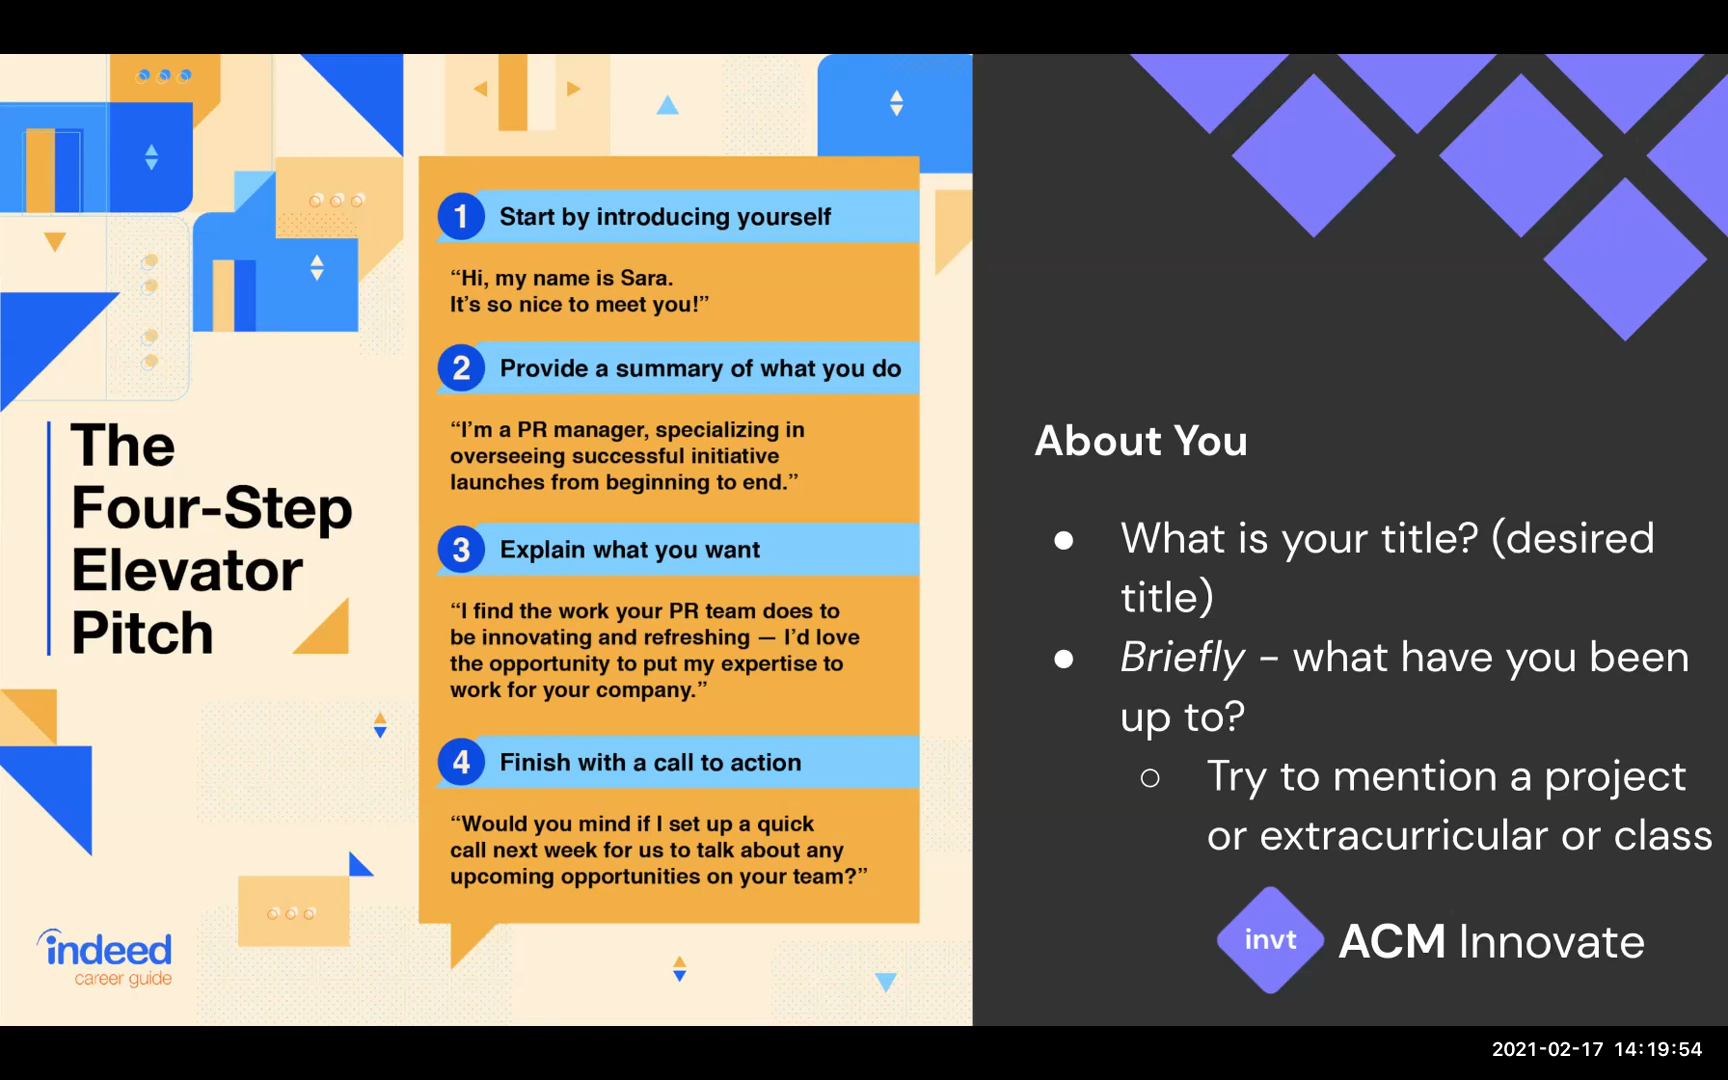 The
Four-Step
Elevator
Pitch
indeed
career guide
1 Start by introducing yourself
“Hi, my name is Sara.
It’s so nice to meet you!”
2 Provide a summary of what you do
“I’m a PR manager, specializing in
overseeing successful initiative
launches from beginning to end.”
3 Explain what you want
“I find the work your PR team does to
be innovating and refreshing — I’d love
the opportunity to put my expertise to
work for your company.”
4 Finish with a call to action
“Would you mind if I set up a quick
call next week for us to talk about any
upcoming opportunities on your team?”
About You
● What is your title? (desired
title)
● Briefly - what have you been
up to?
○ Try to mention a project
or extracurricular or class
invt ACM Innovate
2021-02-17 14:19:54